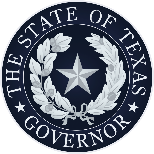 THE STATE OF TEXAS
GOVERNOR